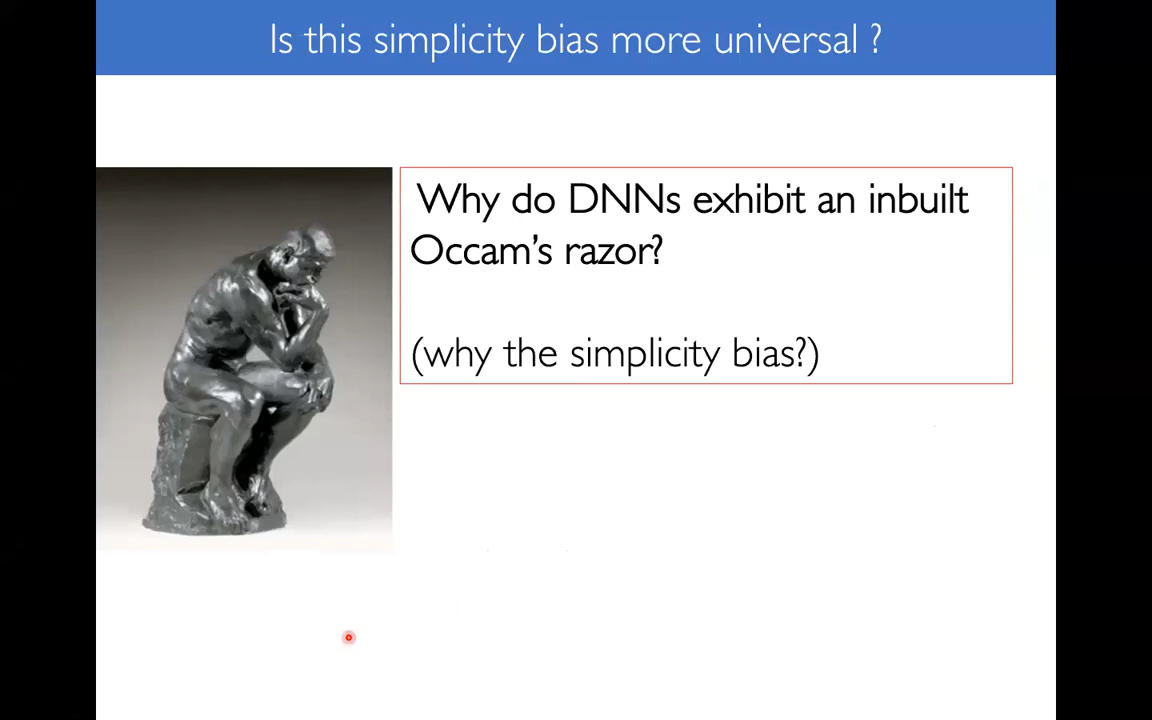 Is this simplicity bias more universal ?
Why do DNNs exhibit an inbuilt
Occam's razor?
(why the simplicity bias?)